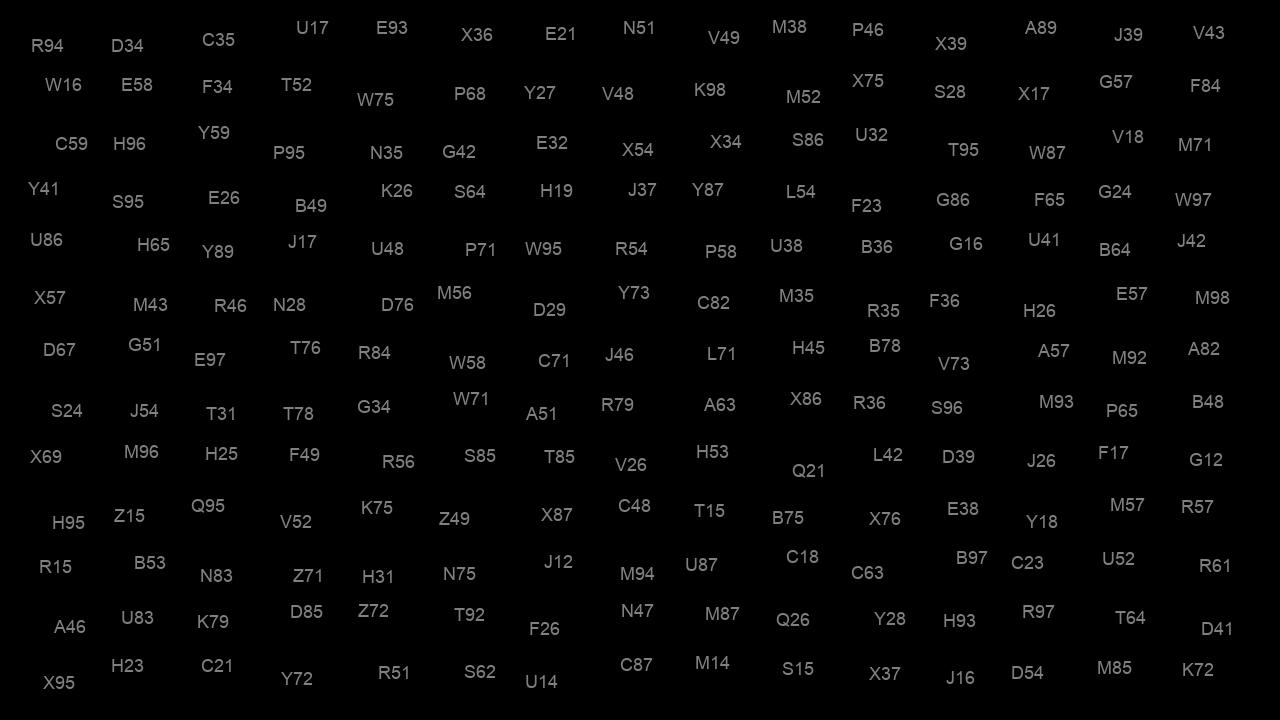 R94 D34 C35 U17 E93 X36 E21 N51 V49 M38 P46 X39 A89 J39 V43
W16 E58 F34 T52 W75 P68 Y27 V48 K98 M52 X75 S28 X17 G57 F84
C59 H96 Y59 P95 N35 G42 E32 X54 X34 S86 U32 T95 W87 V18 M71
Y41 S95 E26 B49 K26 S64 H19 J37 Y87 L54 F23 G86 F65 G24 W97
U86 H65 Y89 J17 U48 P71 W95 R54 P58 U38 B36 G16 U41 B64 J42
X57 M43 R46 N28 D76 M56 D29 Y73 C82 M35 R35 F36 H26 E57 M98
D67 G51 E97 T76 R84 W58 C71 J46 L71 H45 B78 V73 A57 M92 A82
S24 J54 T31 T78 G34 W71 A51 R79 A63 X86 R36 S96 M93 P65 B48
X69 M96 H25 F49 R56 S85 T85 V26 H53 Q21 L42 D39 J26 F17 G12
H95 Z15 Q95 V52 K75 Z49 X87 C48 T15 B75 X76 E38 Y18 M57 R57
R15 B53 N83 Z71 H31 N75 J12 M94 U87 C18 C63 B97 C23 U52 R61
A46 U83 K79 D85 Z72 T92 F26 N47 M87 Q26 Y28 H93 R97 T64 D41
X95 H23 C21 Y72 R51 S62 U14 C87 M14 S15 X37 J16 D54 M85 K72